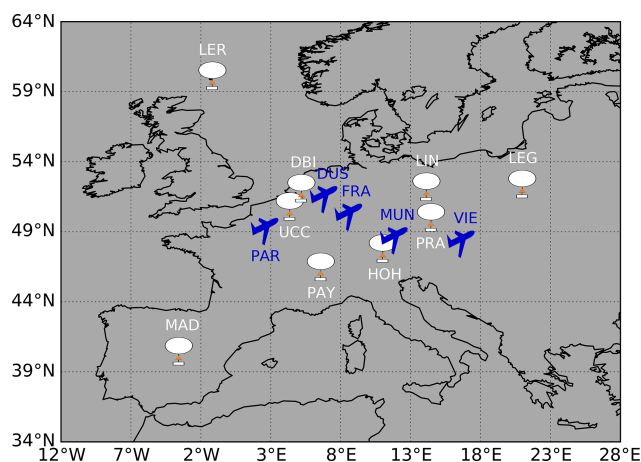 64°N
LER
59°N
54°N
DBI
LIN
LEG
DUS
FRA
49°N
UCC
MUN
VIE
PRA
PAR
HOH
PAY
44°N
MAD
39°N
34°N
12°W 7°W 2°W 3°E 8°E 13°E 18°E 23°E 28°E